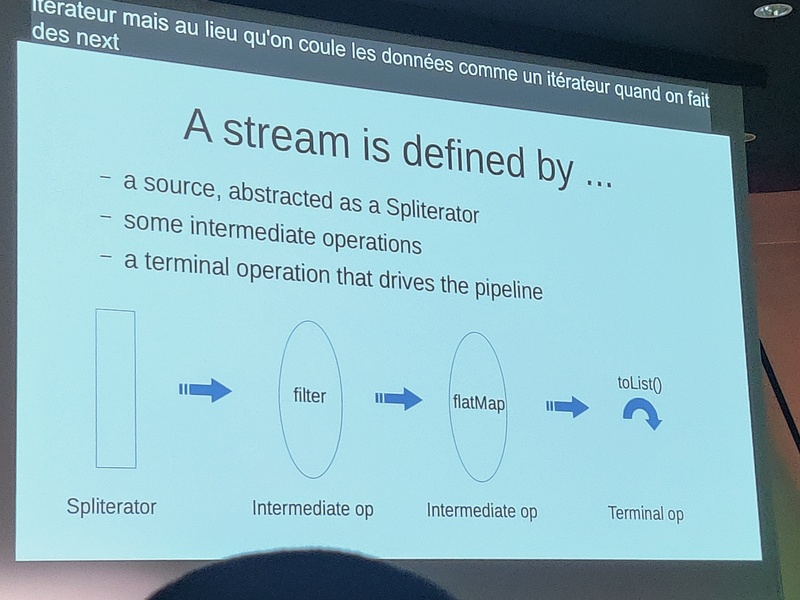 itérateur mais au lieu qu'on coule les données comme un itérateur quand on fait
des next
A stream is defined by ...
– a source, abstracted as a Spliterator
– some intermediate operations
– a terminal operation that drives the pipeline
filter
flatMap
toList()
Spliterator
Intermediate op
Intermediate op
Terminal op